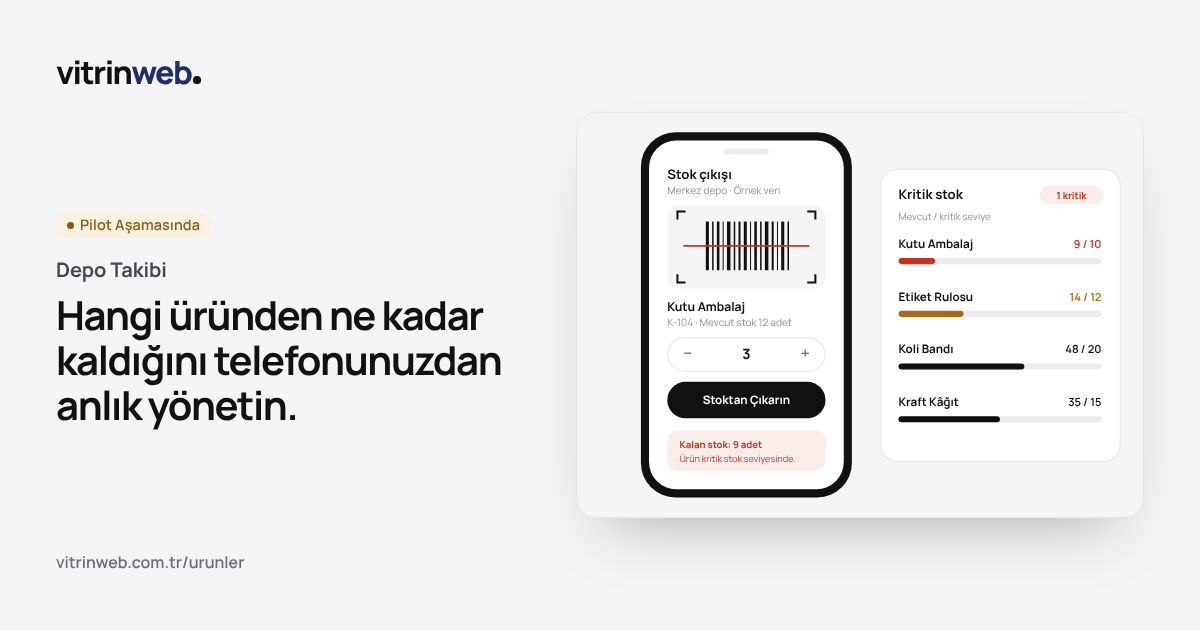 vitrinweb.
Pilot Aşamasında
Depo Takibi
Hangi üründen ne kadar
kaldığını telefonunuzdan
anlık yönetin.
vitrinweb.com.tr/urunler
Stok çıkışı
Merkez depo · Örnek veri
Kutu Ambalaj
K-104 · Mevcut stok 12 adet
− 3 +
Stoktan Çıkarın
Kalan stok: 9 adet
Ürün kritik stok seviyesinde.
Kritik stok 1 kritik
Mevcut / kritik seviye
Kutu Ambalaj 9 / 10
Etiket Rulosu 14 / 12
Koli Bandı 48 / 20
Kraft Kâğıt 35 / 15